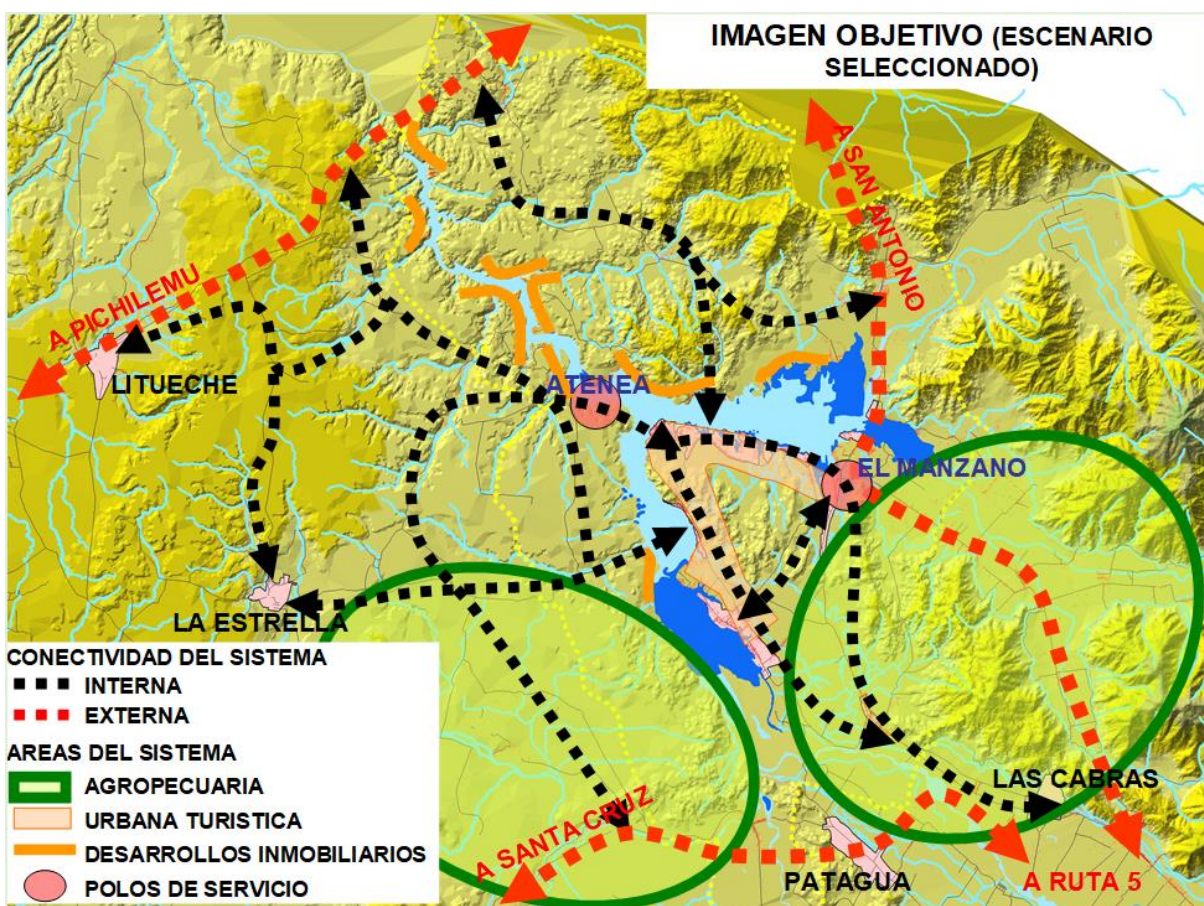 IMAGEN OBJETIVO (ESCENARIO
SELECCIONADO)
A SAN ANTONIO
A PICHILEMU
LITUECHE
ATENEA
EL MANZANO
LA ESTRELLA
LAS CABRAS
A SANTA CRUZ
PATAGUA
A RUTA 5
CONECTIVIDAD DEL SISTEMA
INTERNA
EXTERNA
AREAS DEL SISTEMA
AGROPECUARIA
URBANA TURISTICA
DESARROLLOS INMOBILIARIOS
POLOS DE SERVICIO